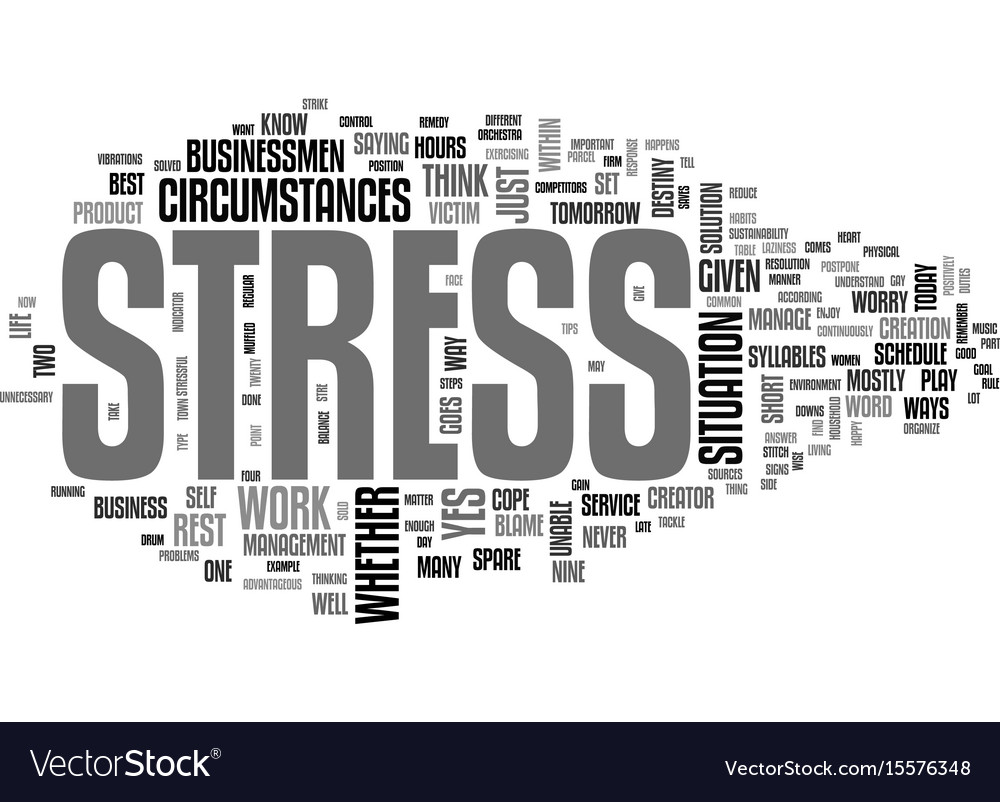 STRIKE
WANT KNOW CONTROL REMEDY DIFFERENT
SAYING ORCHESTRA
VIBRATIONS SOLVED BUSINESSMEN POSITION HOURS EXERCISING WITHIN IMPORTANT RESPONSE HAPPENS
PARCEL FIRM TELL
BEST CIRCUMSTANCES THINK JUST COMPETITORS SET DESTINY SAVES SOLUTION REDUCE
PRODUCT VICTIM TOMORROW HABITS
SUSTAINABILITY
TABLE LAZINESS COMES HEART PHYSICAL
STRESS
GIVEN RESOLUTION POSTPONE POSITIVELY
MANNER UNDERSTAND GAY TODAY DUTIES
FACE GIVE COMMON ACCORDING WORRY
NOW LIFE INDICATOR REGULAR MUFFLED TIPS MANAGE ENJOY CREATION REMEMBER MUSIC
CONTINUOUSLY PART
TWO WAY SITUATION SYLLABLES WOMEN SCHEDULE GOOD
UNNECESSARY TAKE TOWN STRESSFUL TWENTY STEPS MAY ENVIRONMENT MOSTLY PLAY GOAL
RULE
DONE STRE GOES SHORT DOWNS HOUSEHOLD WORD WAYS LOT
TYPE POINT BALANCE ANSWER FIND HAPPY ORGANIZE
STITCH WISE LIVING
FOUR SOURCES SIGNS
RUNNING SELF WORK WHETHER MATTER YES COPE GAIN SERVICE CREATOR THING SIDE
BUSINESS REST SOLD ENOUGH BLAME UNABLE LATE TACKLE
DRUM MANAGEMENT DAY NEVER
PROBLEMS ONE EXAMPLE MANY SPARE NINE
ADVANTAGEOUS THINKING
WELL
VectorStock®
VectorStock.com/15576348